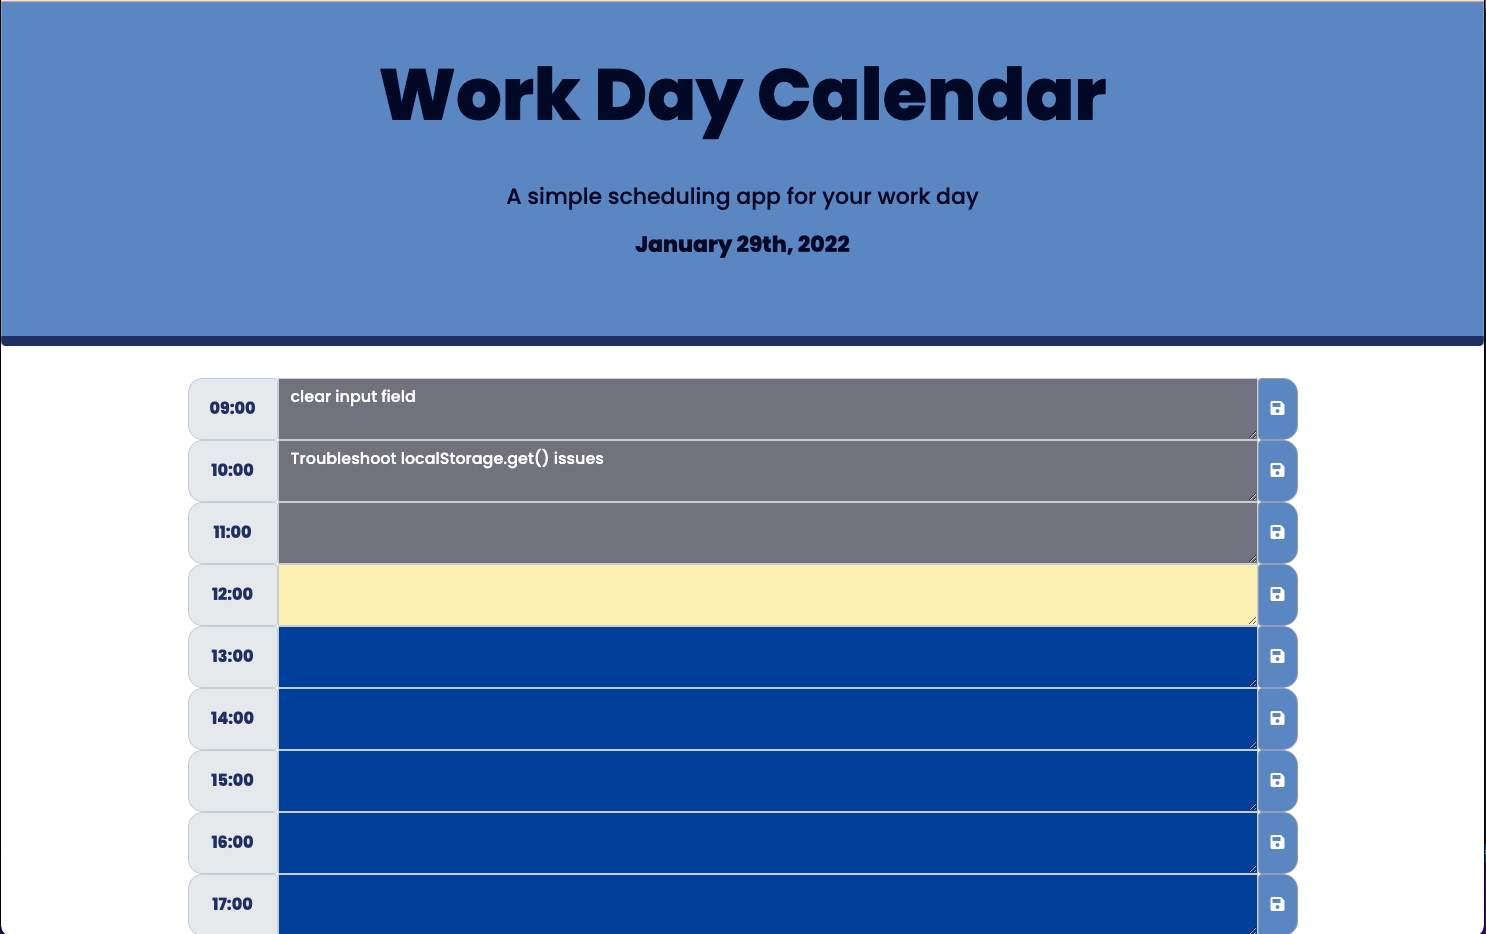 Work Day Calendar
A simple scheduling app for your work day
January 29th, 2022
09:00 clear input field
10:00 Troubleshoot localStorage.get() issues
11:00
12:00
13:00
14:00
15:00
16:00
17:00